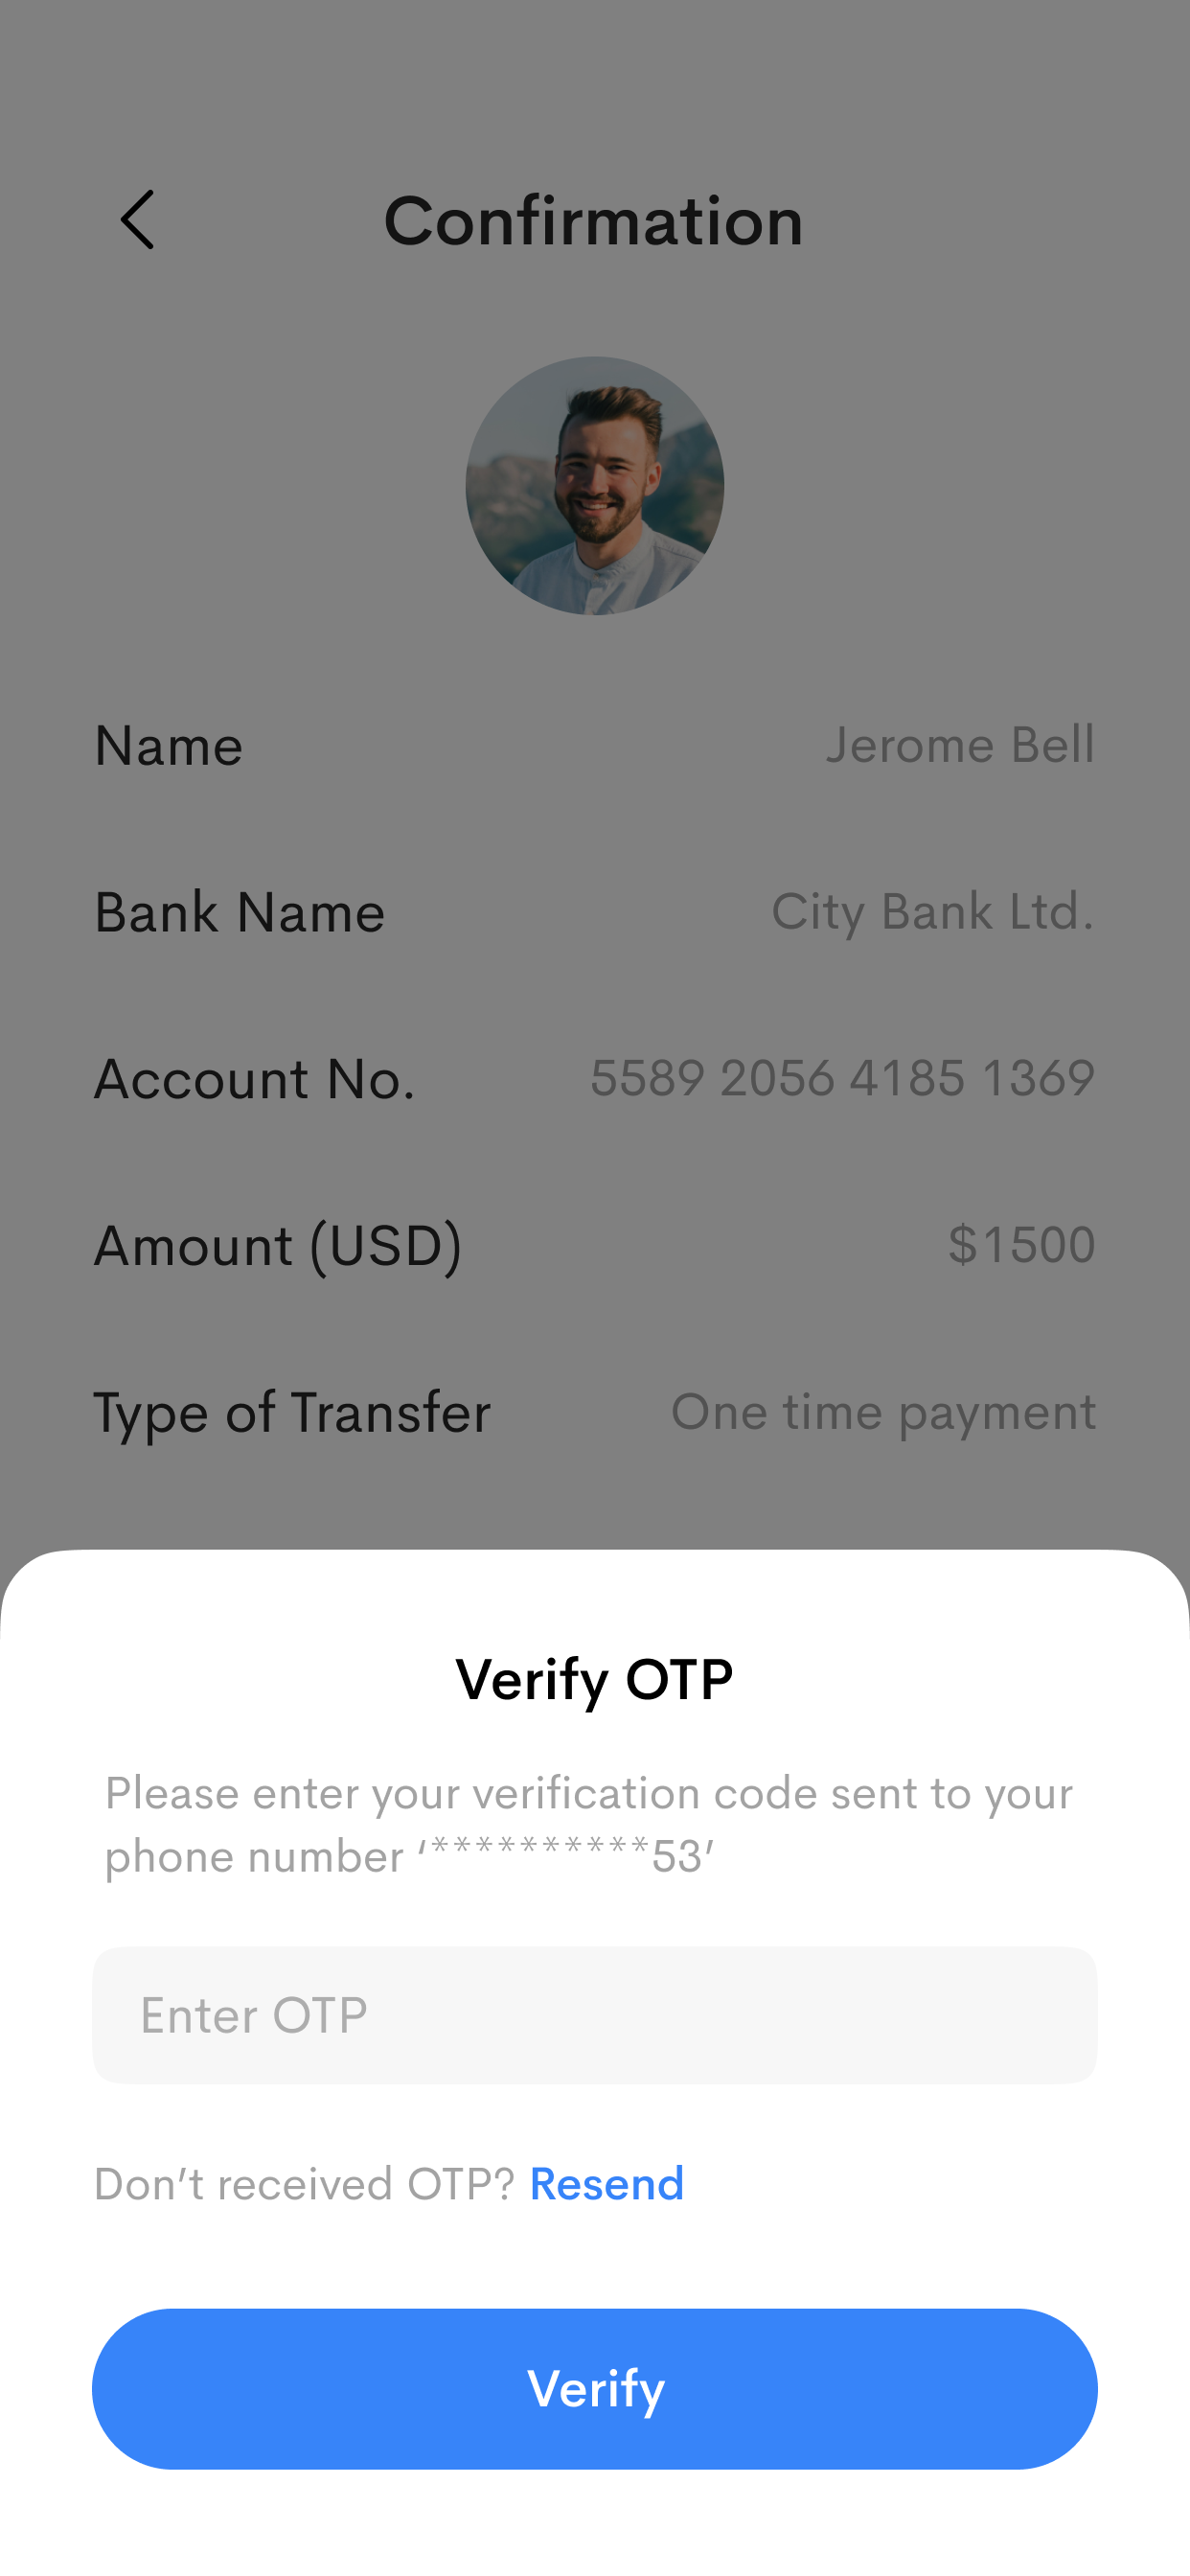 Confirmation
Name
Jerome Bell
Bank Name
City Bank Ltd.
Account No.
5589 2056 4185 1369
Amount (USD)
$1500
Type of Transfer
One time payment
Verify OTP
Please enter your verification code sent to your
phone number ‘**********53’
Enter OTP
Don’t received OTP? Resend
Verify